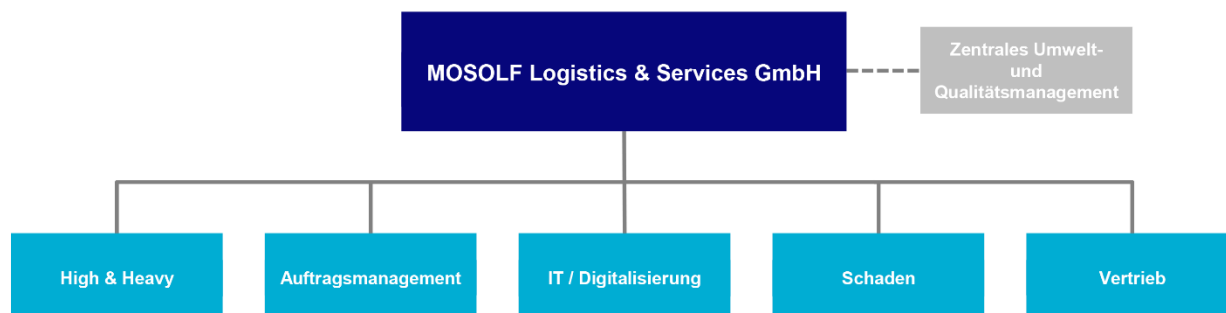 MOSOLF Logistics & Services GmbH
Zentrales Umwelt-
und
Qualitätsmanagement
High & Heavy
Auftragsmanagement
IT / Digitalisierung
Schaden
Vertrieb